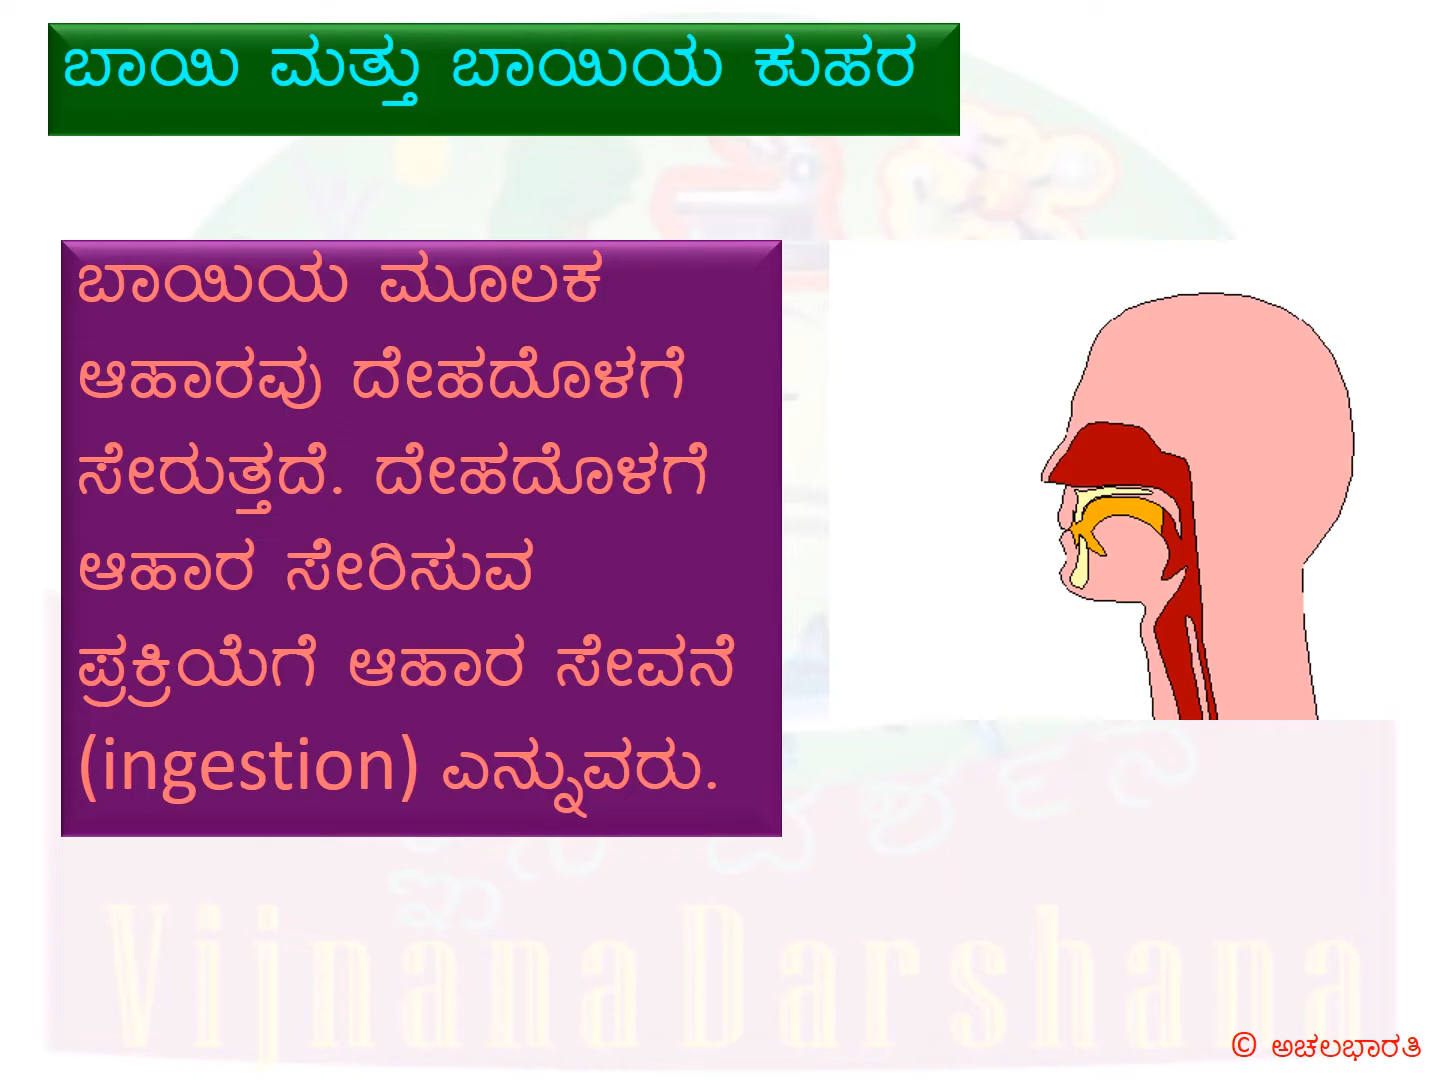 ಬಾಯಿ ಮತ್ತು ಬಾಯಿಯ ಕುಹರ
ಬಾಯಿಯ ಮೂಲಕ
ಆಹಾರವು ದೇಹದೊಳಗೆ
ಸೇರುತ್ತದೆ. ದೇಹದೊಳಗೆ
ಆಹಾರ ಸೇರಿಸುವ
ಪ್ರಕ್ರಿಯೆಗೆ ಆಹಾರ ಸೇವನೆ
(ingestion) ಎನ್ನುವರು.
Vijnana Darshana
© ಅಚಲಭಾರತಿ